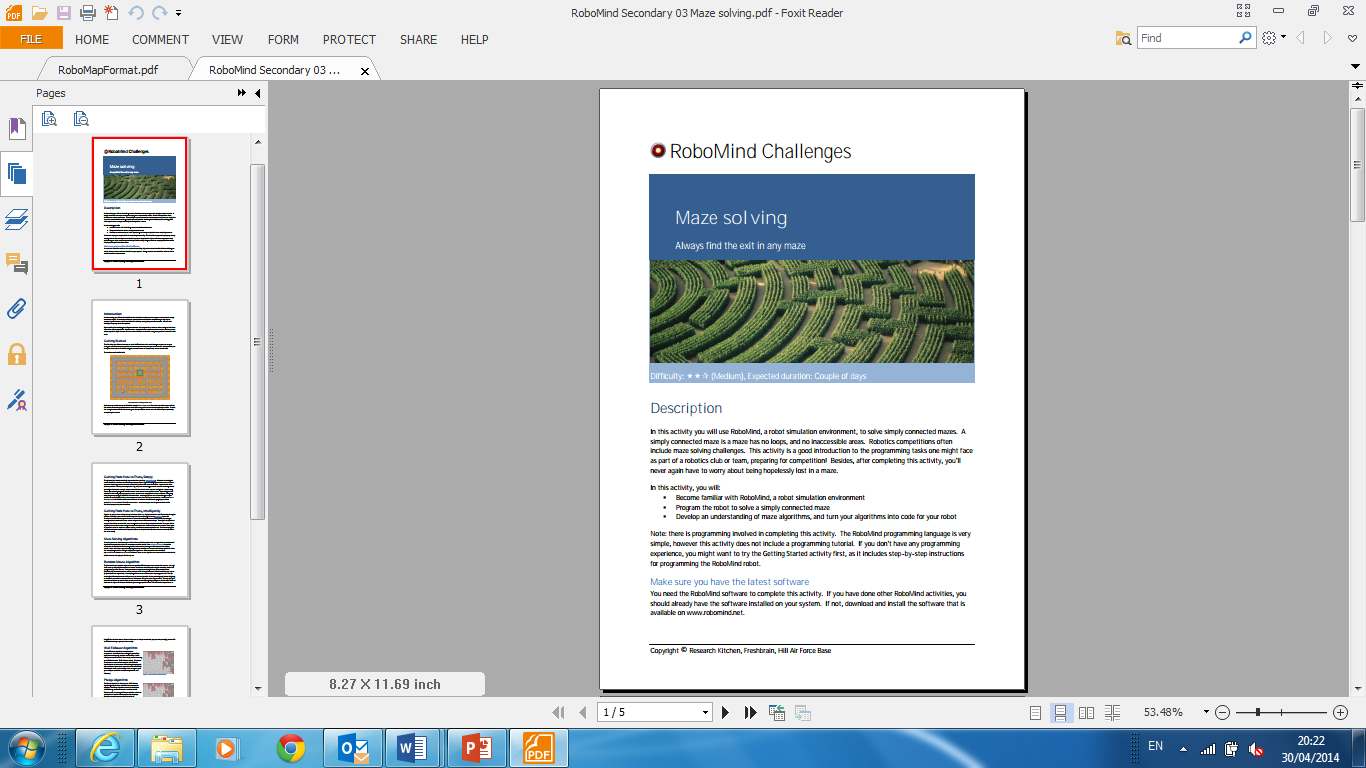 RoboMind Secondary 03 Maze solving.pdf - Foxit Reader
FILE HOME COMMENT VIEW FORM PROTECT SHARE HELP
Find
RoboMapFormat.pdf
RoboMind Secondary 03 ...
Pages
1
2
3
RoboMind Challenges
Maze solving
Always find the exit in any maze
Difficulty: ★★☆ (Medium), Expected duration: Couple of days
Description
In this activity you will use RoboMind, a robot simulation environment, to solve simply connected mazes. A
simply connected maze is a maze has no loops, and no inaccessible areas. Robotics competitions often
include maze solving challenges. This activity is a good introduction to the programming tasks one might face
as part of a robotics club or team, preparing for competition! Besides, after completing this activity, you'll
never again have to worry about being hopelessly lost in a maze.
In this activity, you will:
▪ Become familiar with RoboMind, a robot simulation environment
▪ Program the robot to solve a simply connected maze
▪ Develop an understanding of maze algorithms, and turn your algorithms into code for your robot
Note: there is programming involved in completing this activity. The RoboMind programming language is very
simple, however this activity does not include a programming tutorial. If you don't have any programming
experience, you might want to try the Getting Started activity first, as it includes step-by-step instructions
for programming the RoboMind robot.
Make sure you have the latest software
You need the RoboMind software to complete this activity. If you have done other RoboMind activities, you
should already have the software installed on your system. If not, download and install the software that is
available on www.robomind.net.
Copyright © Research Kitchen, Freshbrain, Hill Air Force Base
8.27 X 11.69 inch
1 / 5
53.48%
EN
20:22
30/04/2014